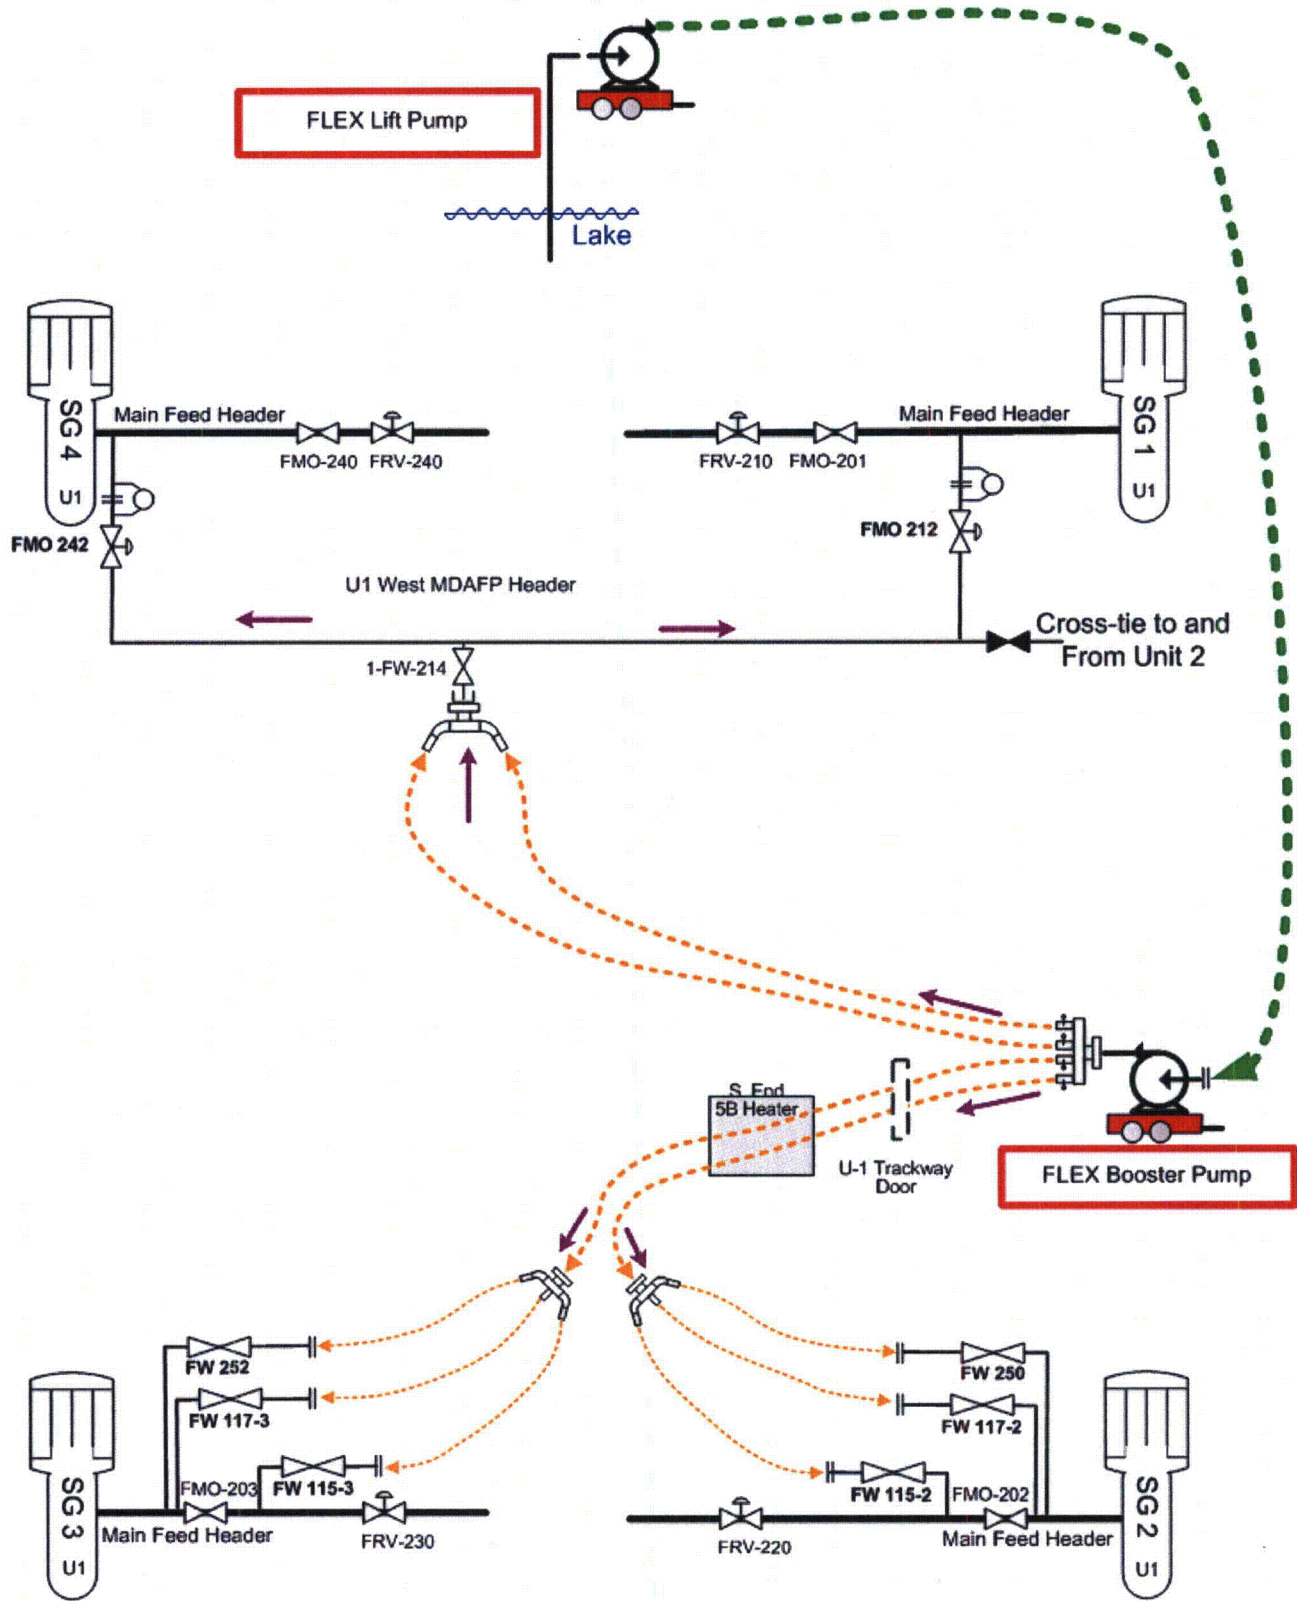 FLEX Lift Pump
Lake
SG 4
U1
Main Feed Header
FMO-240
FRV-240
FRV-210
FMO-201
Main Feed Header
SG 1
U1
FMO 242
FMO 212
U1 West MDAFP Header
1-FW-214
Cross-tie to and
From Unit 2
S. End
5B Heater
U-1 Trackway
Door
FLEX Booster Pump
FW 252
FW 117-3
FW 115-3
FMO-203
SG 3
U1
Main Feed Header
FRV-230
FW 250
FW 117-2
FW 115-2
FMO-202
FRV-220
Main Feed Header
SG 2
U1